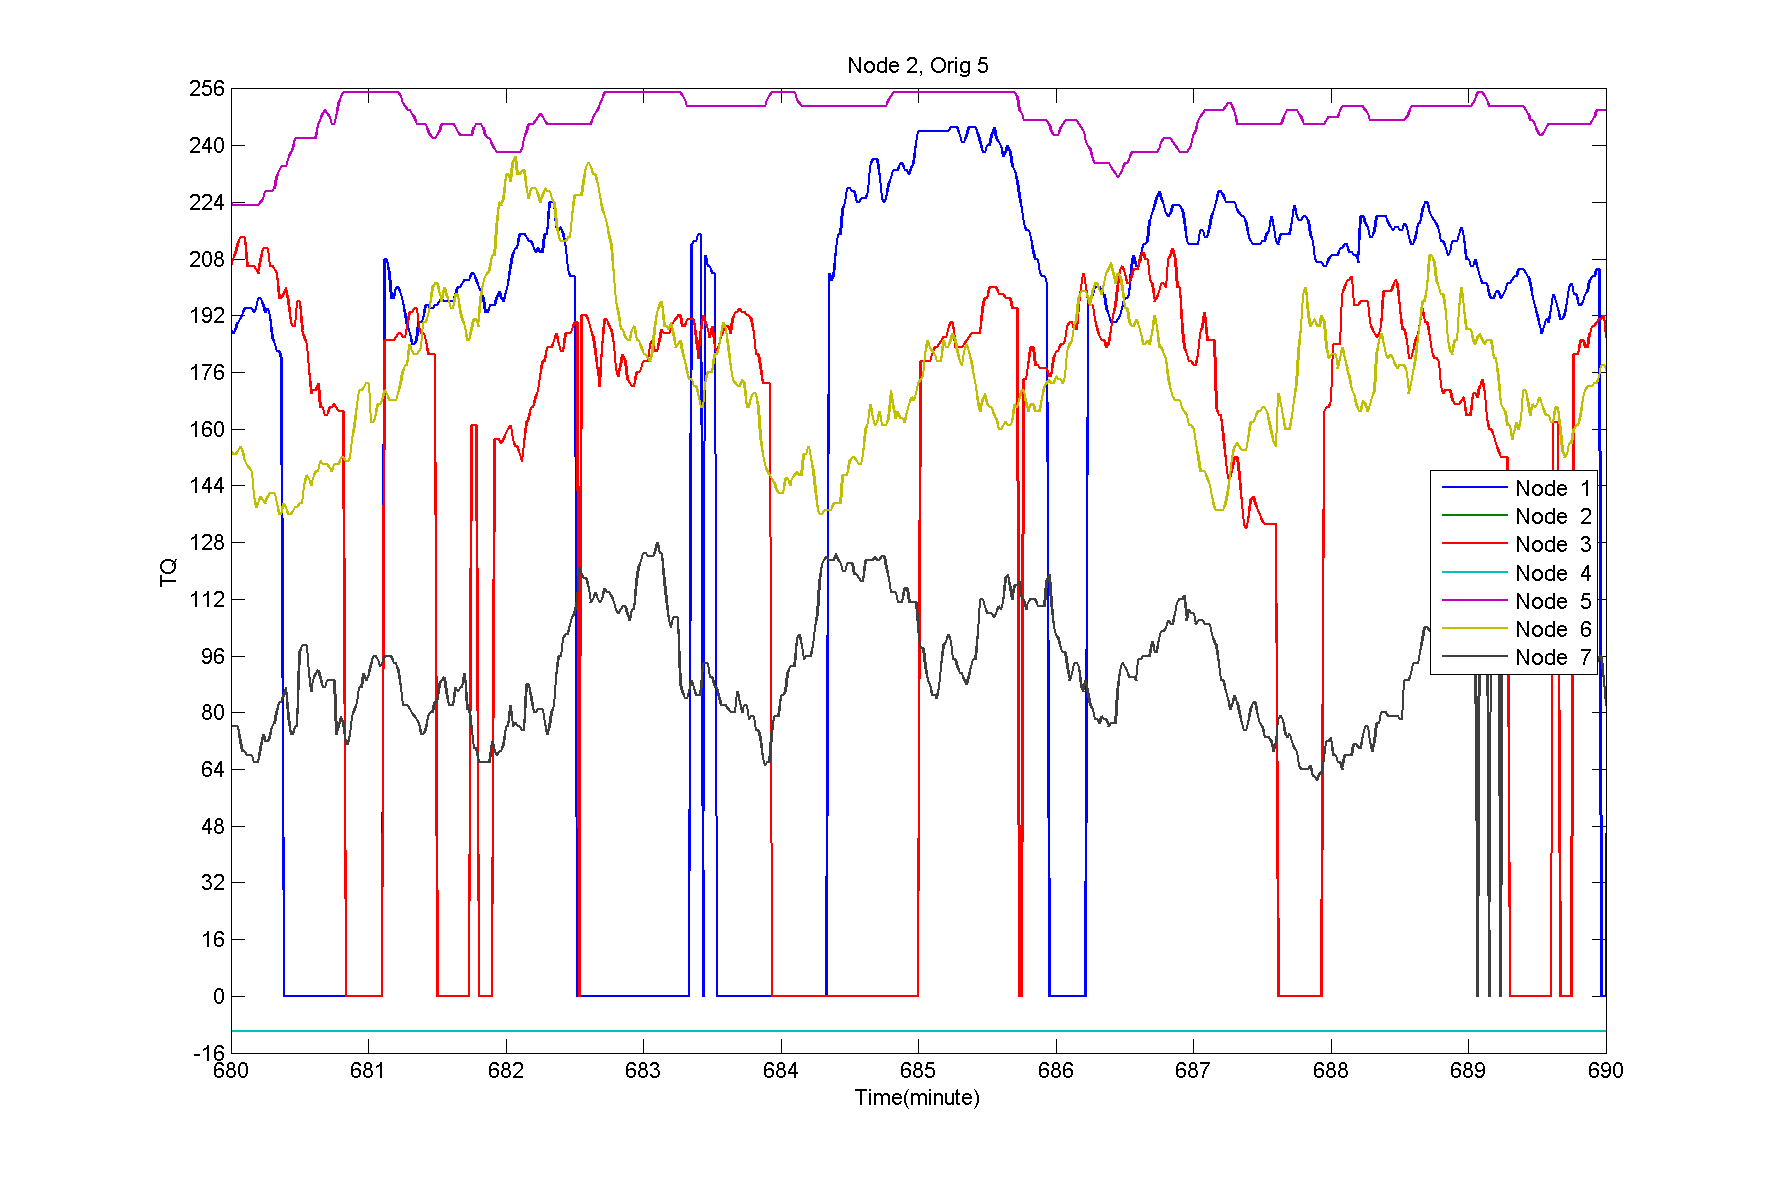 Node 2, Orig 5
256
240
224
208
192
176
160
144
128
112
96
80
64
48
32
16
0
-16
TQ
Node 1
Node 2
Node 3
Node 4
Node 5
Node 6
Node 7
680 681 682 683 684 685 686 687 688 689 690
Time(minute)